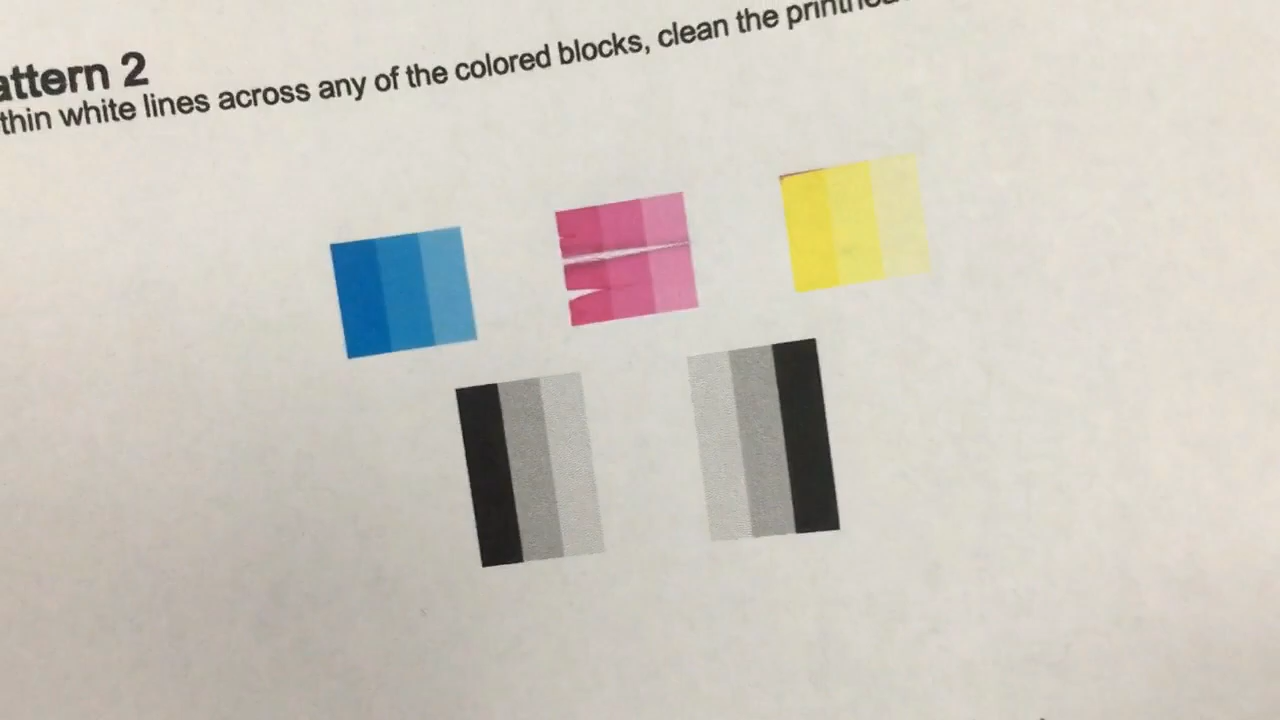 attern 2
thin white lines across any of the colored blocks, clean the